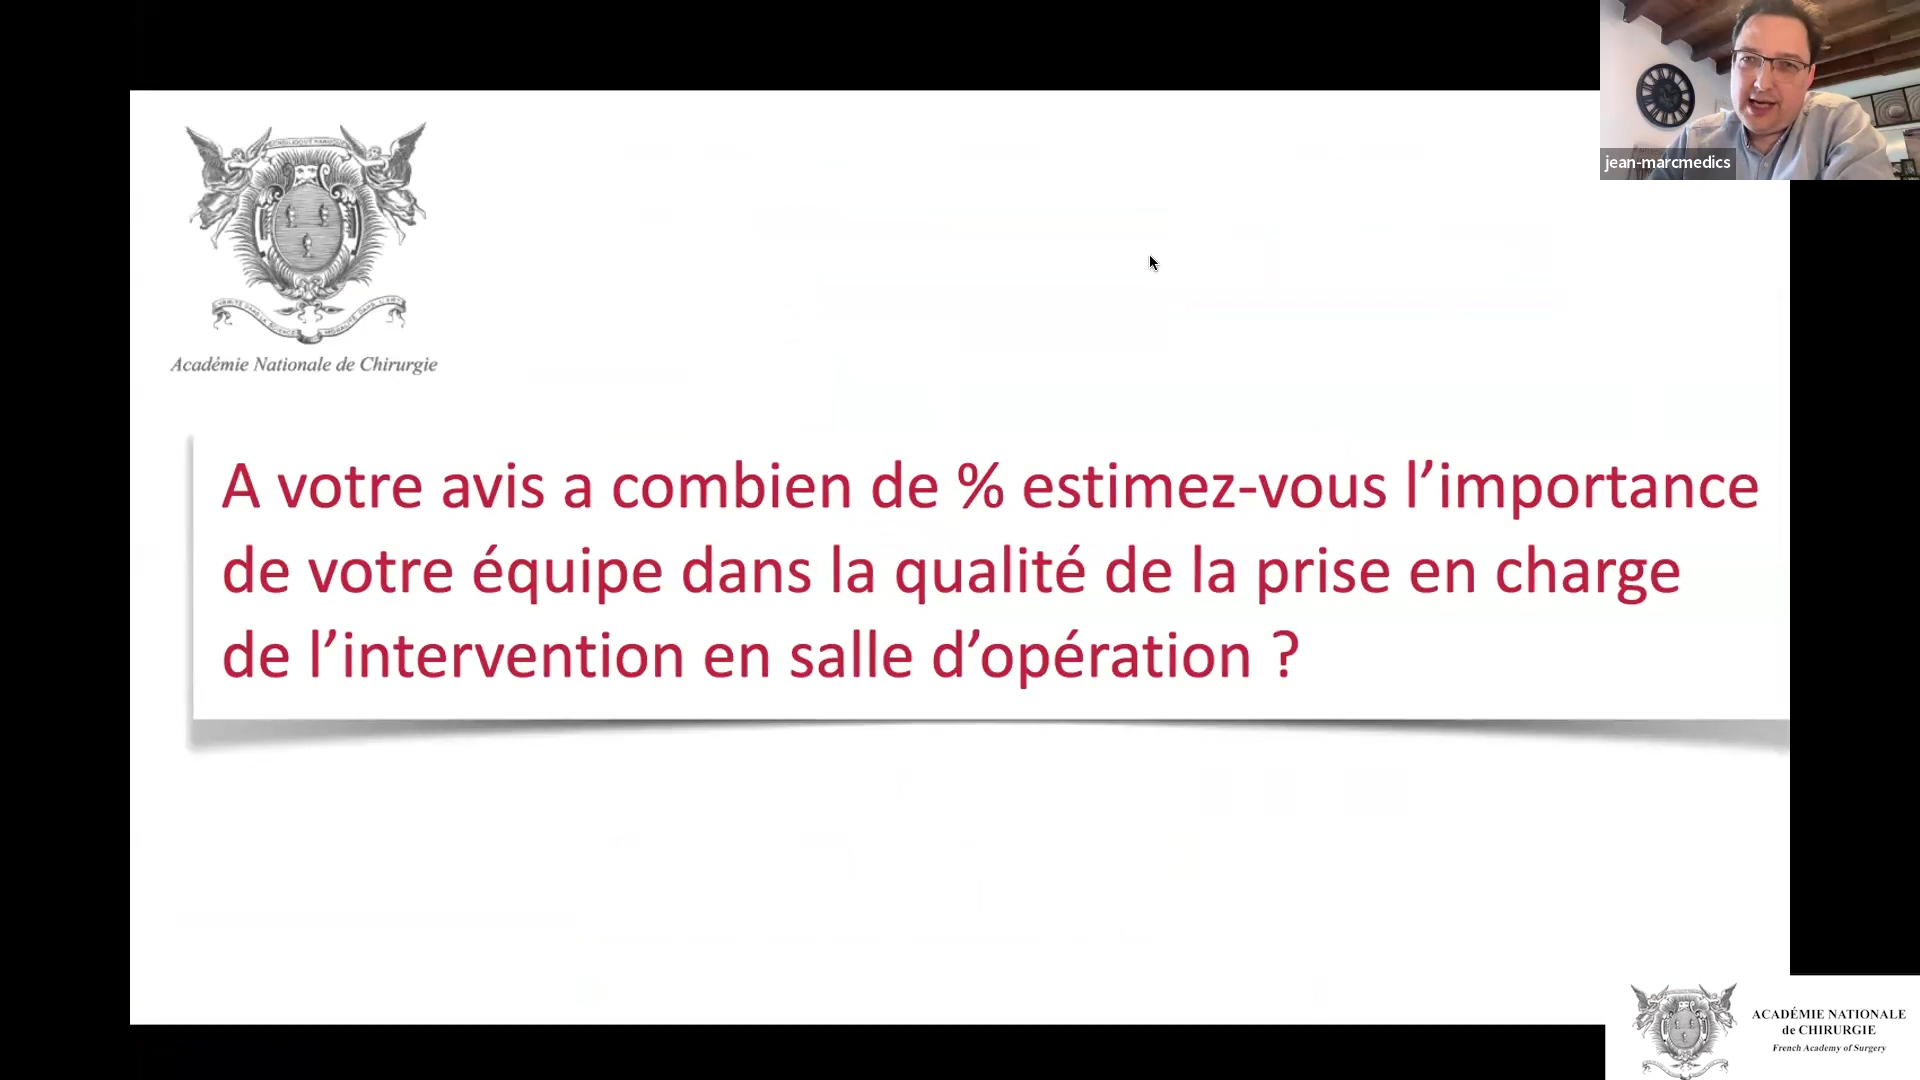 jean-marcmedics
Académie Nationale de Chirurgie
A votre avis a combien de % estimez-vous l’importance
de votre équipe dans la qualité de la prise en charge
de l’intervention en salle d’opération ?
ACADÉMIE NATIONALE
de CHIRURGIE
French Academy of Surgery